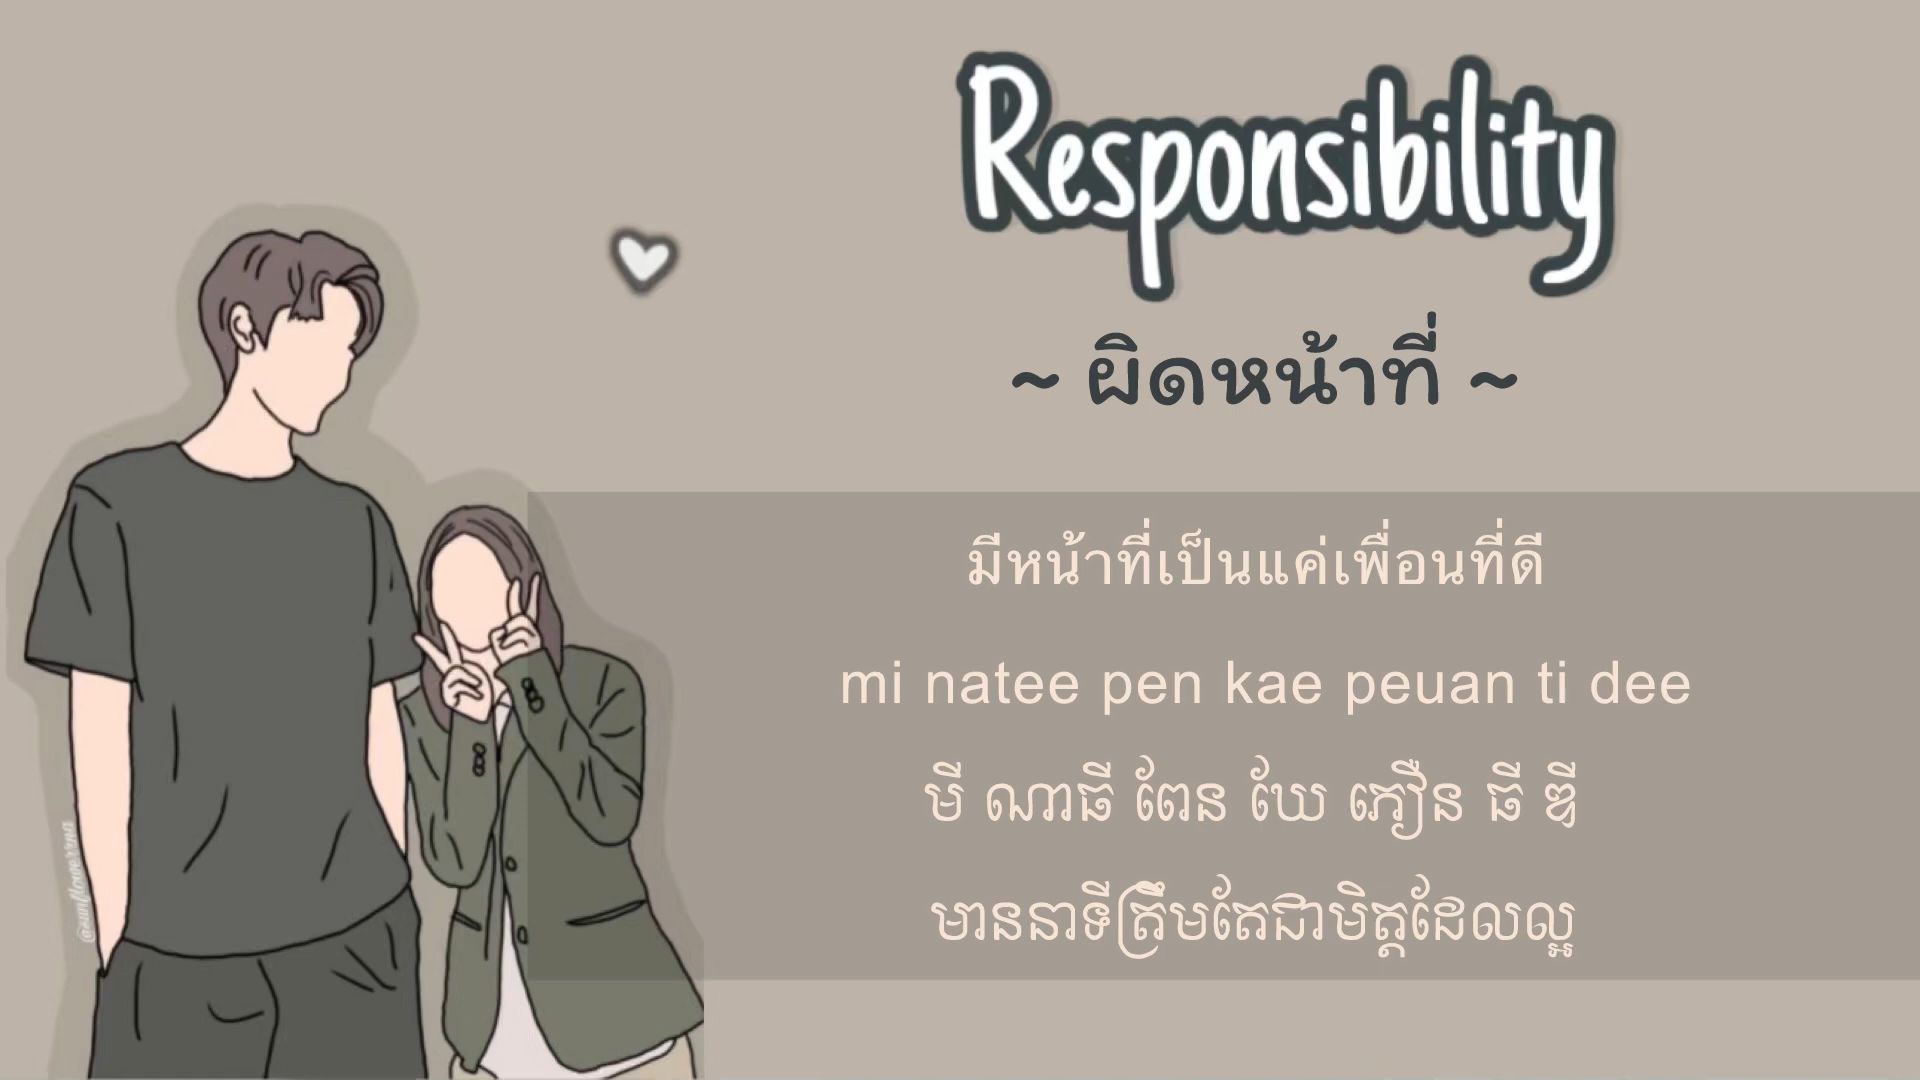 Responsibility
~ ผิดหน้าที่ ~
มีหน้าที่เป็นแค่เพื่อนที่ดี
mi natee pen kae peuan ti dee
មី ណាធី ពែន ឃែ ភឿន ធី ឌី
មាននាទីត្រឹមតែជាមិត្តដែលល្អ
@sunflowerma